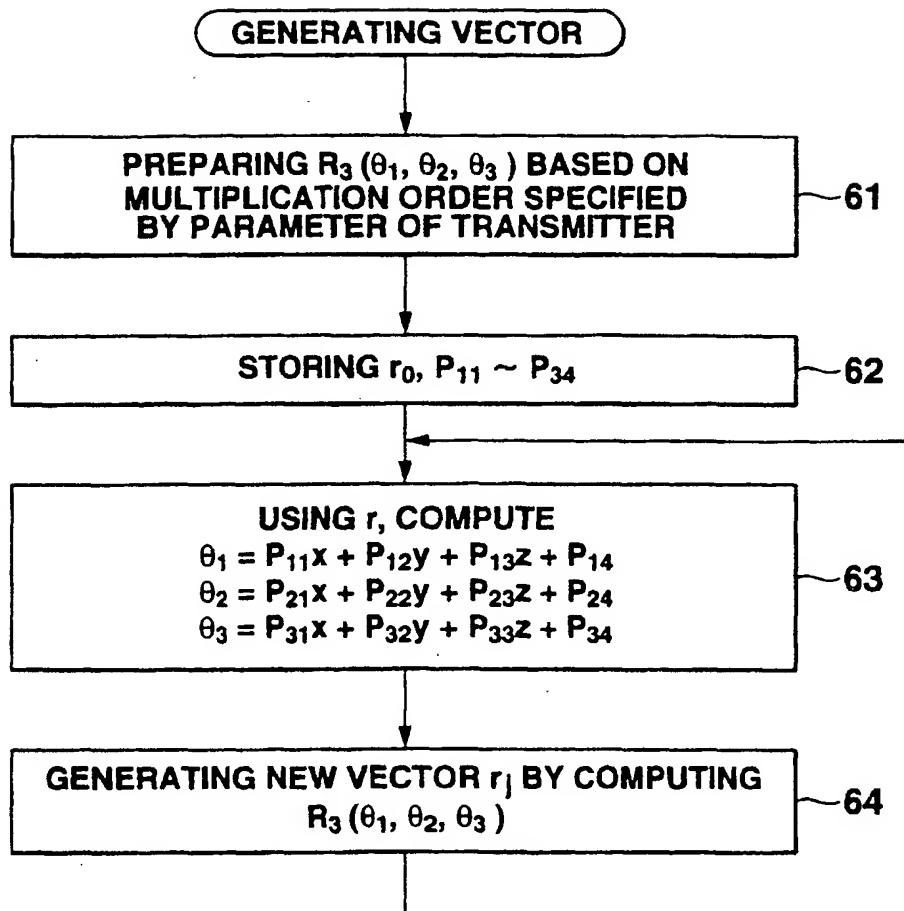 GENERATING VECTOR
PREPARING R₃ (θ₁, θ₂, θ₃ ) BASED ON
MULTIPLICATION ORDER SPECIFIED
BY PARAMETER OF TRANSMITTER
61
STORING r₀, P₁₁ ~ P₃₄
62
USING r, COMPUTE
θ₁ = P₁₁x + P₁₂y + P₁₃z + P₁₄
θ₂ = P₂₁x + P₂₂y + P₂₃z + P₂₄
θ₃ = P₃₁x + P₃₂y + P₃₃z + P₃₄
63
GENERATING NEW VECTOR rⱼ BY COMPUTING
R₃ (θ₁, θ₂, θ₃ )
64